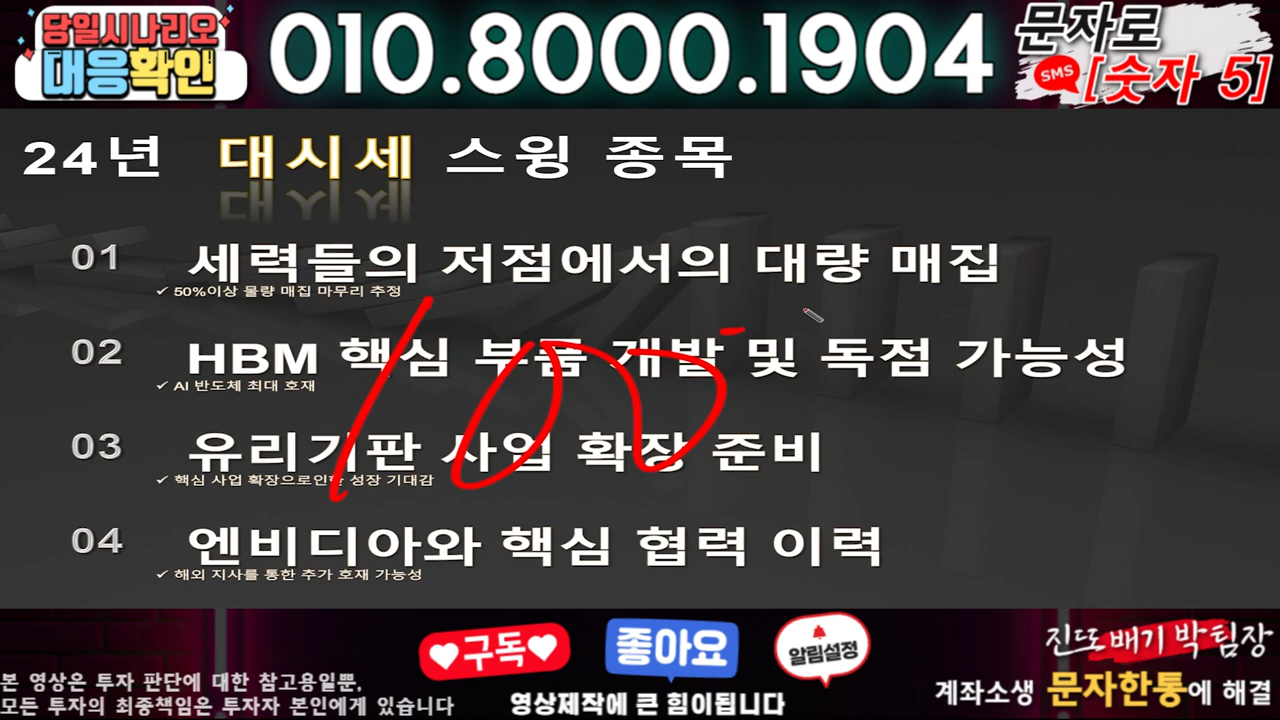 당일시나리오
대응확인
010.8000.1904
문자로
SMS [숫자 5]
24년 대시세 스윙 종목
01 세력들의 저점에서의 대량 매집
✓ 50%이상 물량 매집 마무리 추정
02 HBM 핵심 부품 개발 및 독점 가능성
✓ AI 반도체 최대 호재
03 유리기판 사업 확장 준비
✓ 핵심 사업 확장으로인한 성장 기대감
04 엔비디아와 핵심 협력 이력
✓ 해외 지사를 통한 추가 호재 가능성
100
본 영상은 투자 판단에 대한 참고용일뿐,
모든 투자의 최종책임은 투자자 본인에게 있습니다
구독
좋아요
알림설정
영상제작에 큰 힘이됩니다
진또배기 박팀장
계좌소생 문자한통에 해결